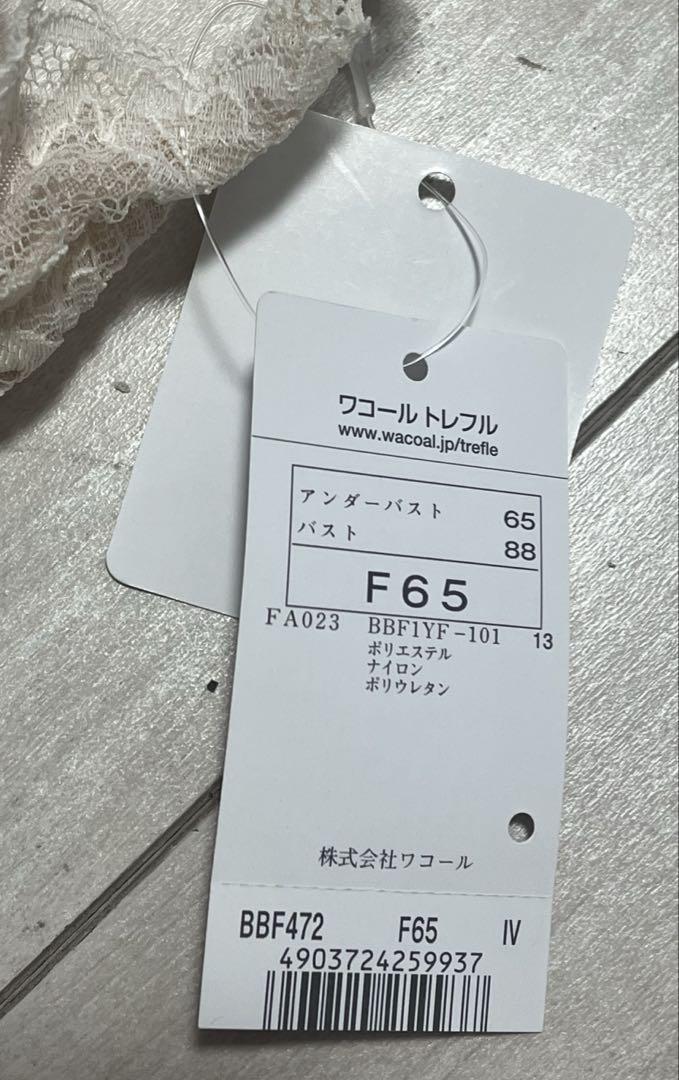 ワコール トレフル
www.wacoal.jp/trefle
アンダーバスト 65
バスト 88
F65
FA023 BBF1YF-101 13
ポリエステル
ナイロン
ポリウレタン
株式会社ワコール
BBF472 F65 IV
4903724259937